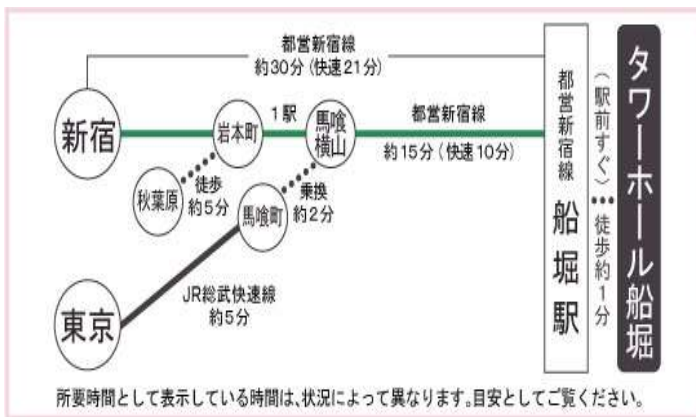 都営新宿線
約30分(快速21分)
新宿
岩本町
1駅
馬喰
横山
都営新宿線
約15分(快速10分)
秋葉原
徒歩
約5分
馬喰町
乗換
約2分
東京
JR総武快速線
約5分
都営新宿線
船堀駅
(駅前すぐ)
徒歩約1分
タワーホール船堀
所要時間として表示している時間は、状況によって異なります。目安としてご覧ください。